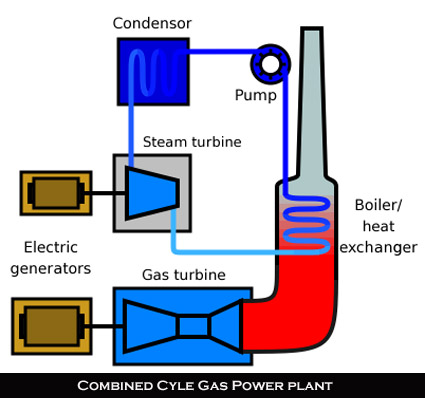 Condensor
Pump
Steam turbine
Boiler/
heat
exchanger
Electric
generators
Gas turbine
Combined Cyle Gas Power plant